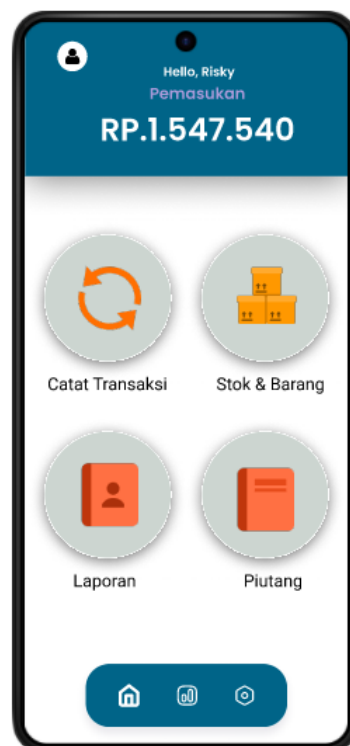 Hello, Risky
Pemasukan
RP.1.547.540
Catat Transaksi
Stok & Barang
Laporan
Piutang